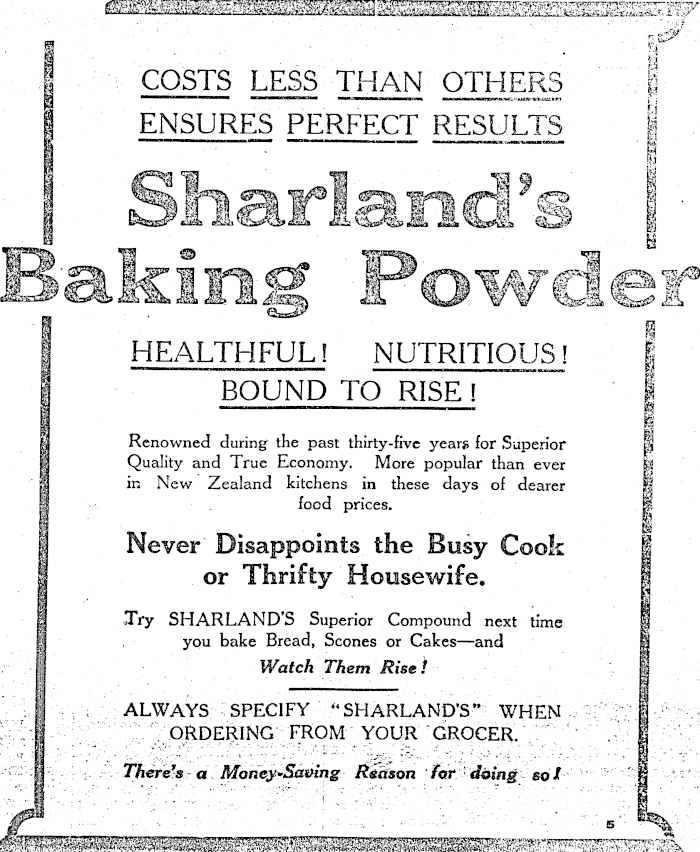 COSTS LESS THAN OTHERS
ENSURES PERFECT RESULTS
Sharland's
Baking Powder
HEALTHFUL! NUTRITIOUS!
BOUND TO RISE!
Renowned during the past thirty-five years for Superior
Quality and True Economy. More popular than ever
in New Zealand kitchens in these days of dearer
food prices.
Never Disappoints the Busy Cook
or Thrifty Housewife.
Try SHARLAND'S Superior Compound next time
you bake Bread, Scones or Cakes—and
Watch Them Rise!
ALWAYS SPECIFY "SHARLAND'S" WHEN
ORDERING FROM YOUR GROCER.
There's a Money-Saving Reason for doing so!
5